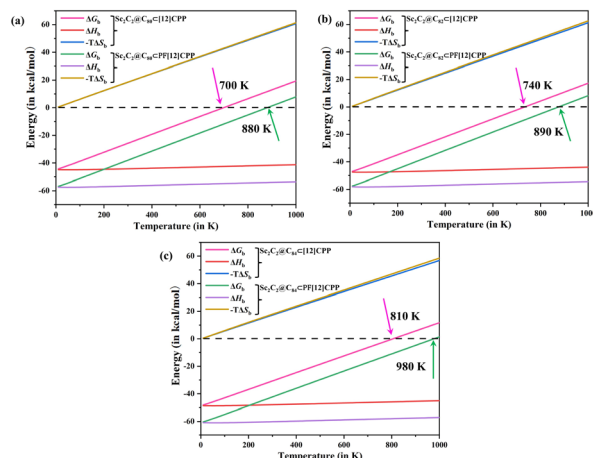 (a)
ΔG_b Sc₂C₂@C₈₀⊂[12]CPP
ΔH_b
-TΔS_b
ΔG_b Sc₂C₂@C₈₀⊂PF[12]CPP
ΔH_b
-TΔS_b
700 K
880 K
Energy (in kcal/mol)
60
40
20
0
-20
-40
-60
0 200 400 600 800 1000
Temperature (in K)
(b)
ΔG_b Sc₂C₂@C₈₂⊂[12]CPP
ΔH_b
-TΔS_b
ΔG_b Sc₂C₂@C₈₂⊂PF[12]CPP
ΔH_b
-TΔS_b
740 K
890 K
Energy (in kcal/mol)
60
40
20
0
-20
-40
-60
0 200 400 600 800 1000
Temperature (in K)
(c)
ΔG_b Sc₂C₂@C₈₄⊂[12]CPP
ΔH_b
-TΔS_b
ΔG_b Sc₂C₂@C₈₄⊂PF[12]CPP
ΔH_b
-TΔS_b
810 K
980 K
Energy (in kcal/mol)
60
40
20
0
-20
-40
-60
0 200 400 600 800 1000
Temperature (in K)